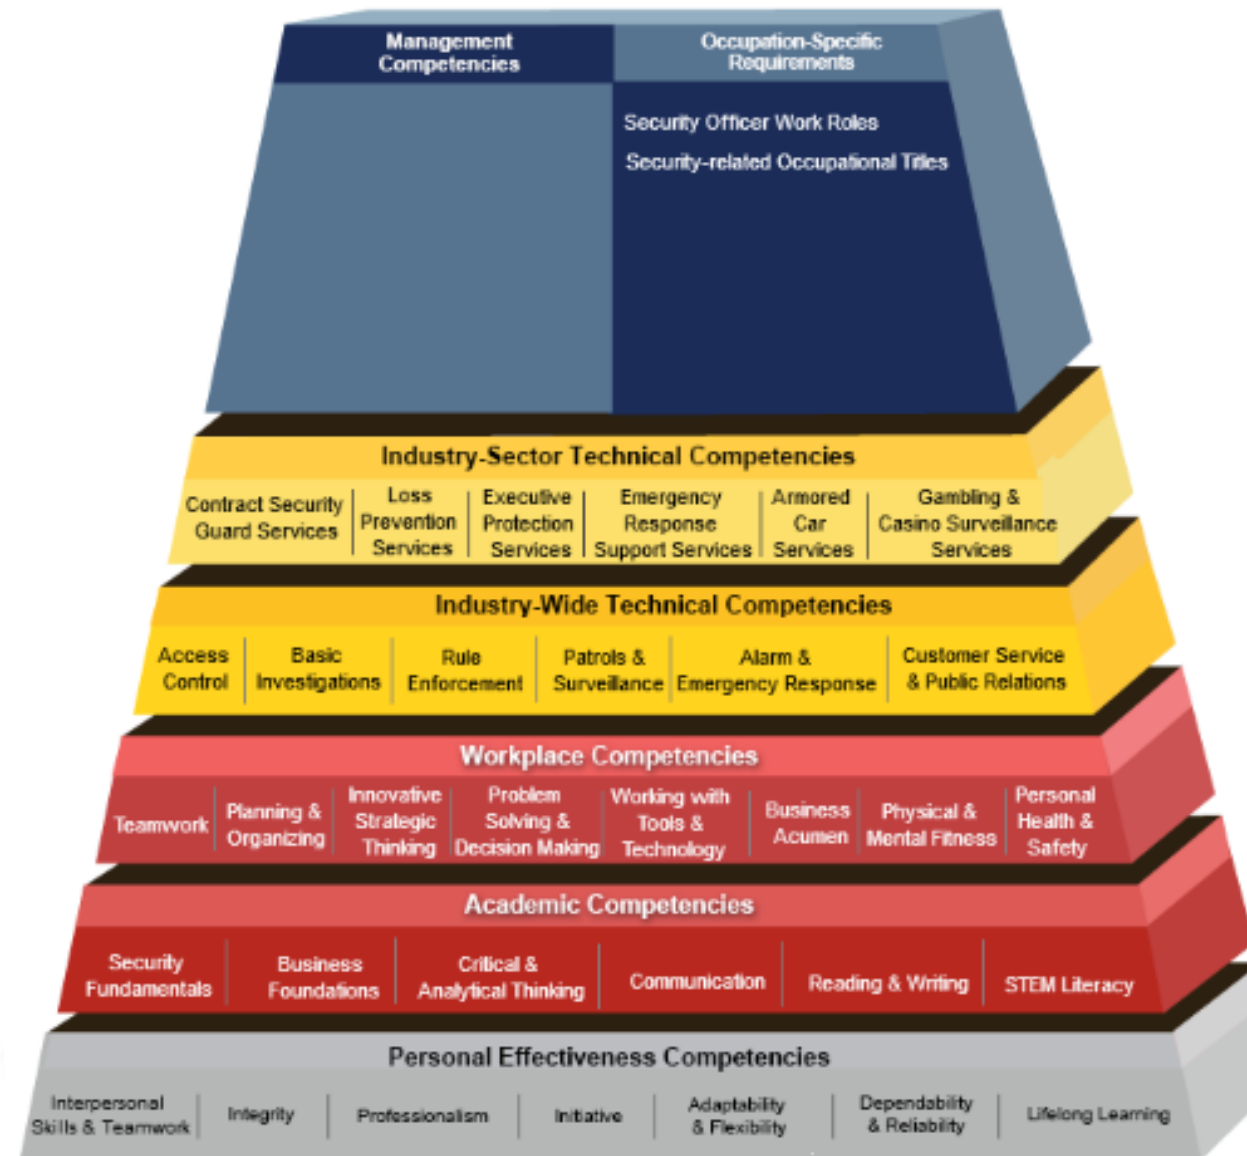 Management
Competencies
Occupation-Specific
Requirements
Security Officer Work Roles
Security-related Occupational Titles
Industry-Sector Technical Competencies
Contract Security
Guard Services
Loss
Prevention
Services
Executive
Protection
Services
Emergency
Response
Support Services
Armored
Car
Services
Gambling &
Casino Surveillance
Services
Industry-Wide Technical Competencies
Access
Control
Basic
Investigations
Rule
Enforcement
Patrols &
Surveillance
Alarm &
Emergency Response
Customer Service
& Public Relations
Workplace Competencies
Teamwork
Planning &
Organizing
Innovative
Strategic
Thinking
Problem
Solving &
Decision Making
Working with
Tools &
Technology
Business
Acumen
Physical &
Mental Fitness
Personal
Health &
Safety
Academic Competencies
Security
Fundamentals
Business
Foundations
Critical &
Analytical Thinking
Communication
Reading & Writing
STEM Literacy
Personal Effectiveness Competencies
Interpersonal
Skills & Teamwork
Integrity
Professionalism
Initiative
Adaptability
& Flexibility
Dependability
& Reliability
Lifelong Learning